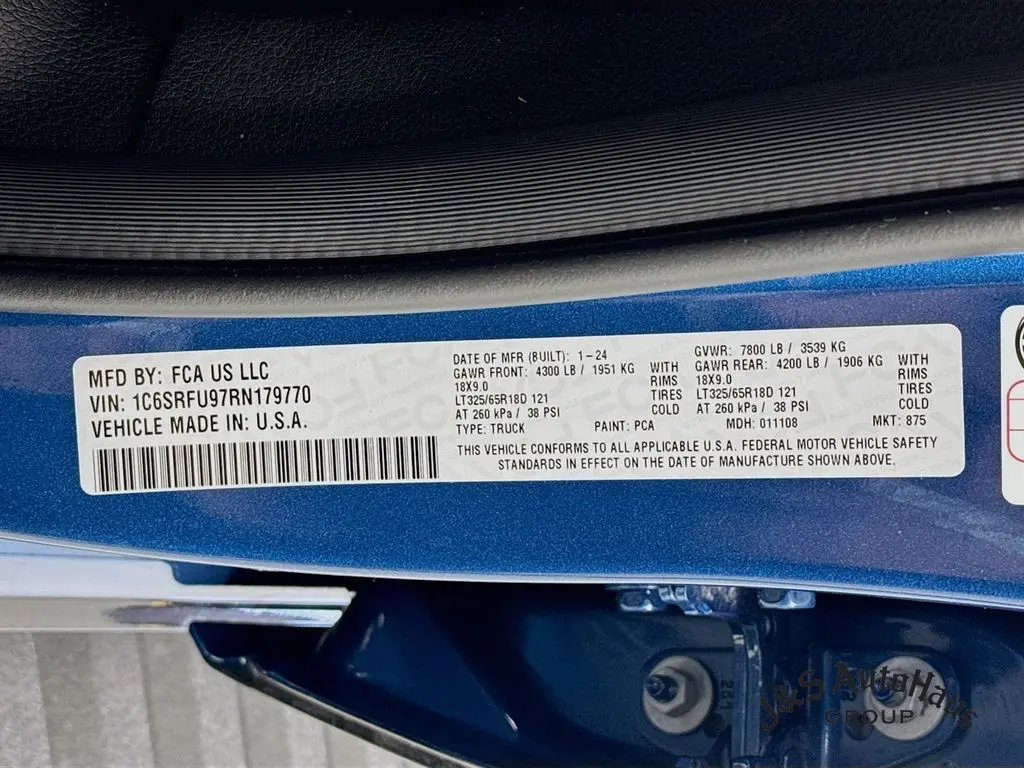 MFD BY: FCA US LLC
VIN: 1C6SRFU97RN179770
VEHICLE MADE IN: U.S.A.
DATE OF MFR (BUILT): 1-24
GAWR FRONT: 4300 LB / 1951 KG WITH
18X9.0 RIMS
LT325/65R18D 121 TIRES
AT 260 kPa / 38 PSI COLD
TYPE: TRUCK PAINT: PCA
GVWR: 7800 LB / 3539 KG
GAWR REAR: 4200 LB / 1906 KG WITH
18X9.0 RIMS
LT325/65R18D 121 TIRES
AT 260 kPa / 38 PSI COLD
MDH: 011108 MKT: 875
THIS VEHICLE CONFORMS TO ALL APPLICABLE U.S.A. FEDERAL MOTOR VEHICLE SAFETY
STANDARDS IN EFFECT ON THE DATE OF MANUFACTURE SHOWN ABOVE.
281
J&S AutoHaus
GROUP